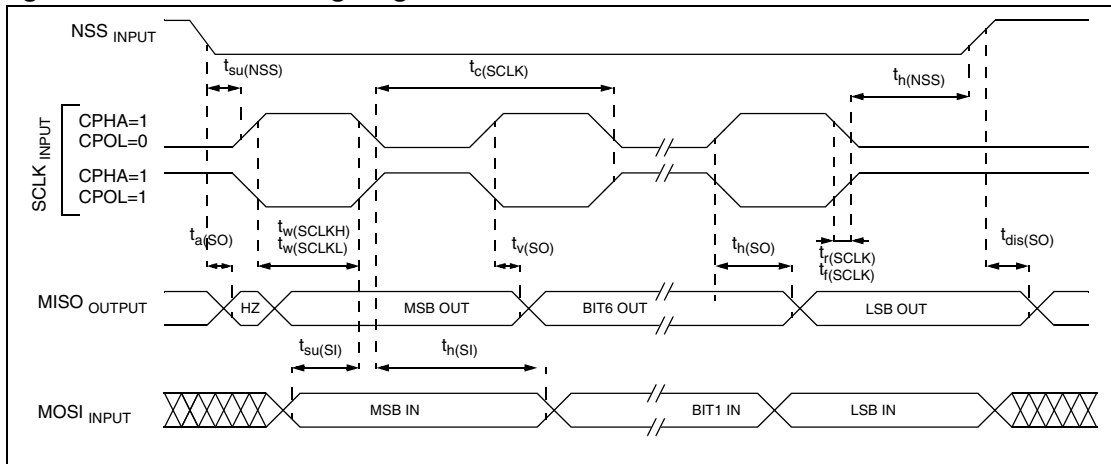 NSS INPUT
tsu(NSS)
tc(SCLK)
th(NSS)
SCLK INPUT
CPHA=1
CPOL=0
CPHA=1
CPOL=1
ta(SO)
tw(SCLKH)
tw(SCLKL)
tv(SO)
th(SO)
tr(SCLK)
tf(SCLK)
tdis(SO)
MISO OUTPUT
HZ
MSB OUT
BIT6 OUT
LSB OUT
tsu(SI)
th(SI)
MOSI INPUT
MSB IN
BIT1 IN
LSB IN